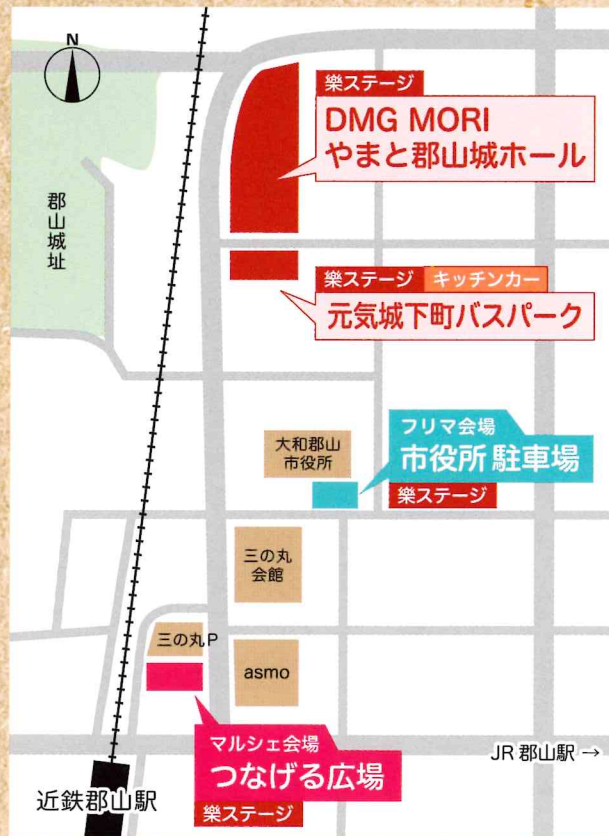 N
樂ステージ
DMG MORI
やまと郡山城ホール
郡山城址
樂ステージ キッチンカー
元気城下町バスパーク
フリマ会場
市役所 駐車場
樂ステージ
大和郡山
市役所
三の丸
会館
三の丸P
asmo
マルシェ会場
つなげる広場
樂ステージ
JR 郡山駅 →
近鉄郡山駅